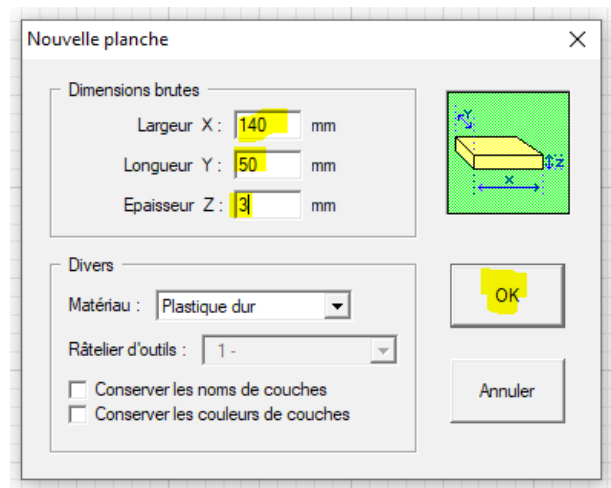 Nouvelle planche
Dimensions brutes
Largeur X : 140 mm
Longueur Y : 50 mm
Epaisseur Z : 3 mm
Y
Z
X
Divers
Matériau : Plastique dur
Râtelier d'outils : 1 -
Conserver les noms de couches
Conserver les couleurs de couches
OK
Annuler